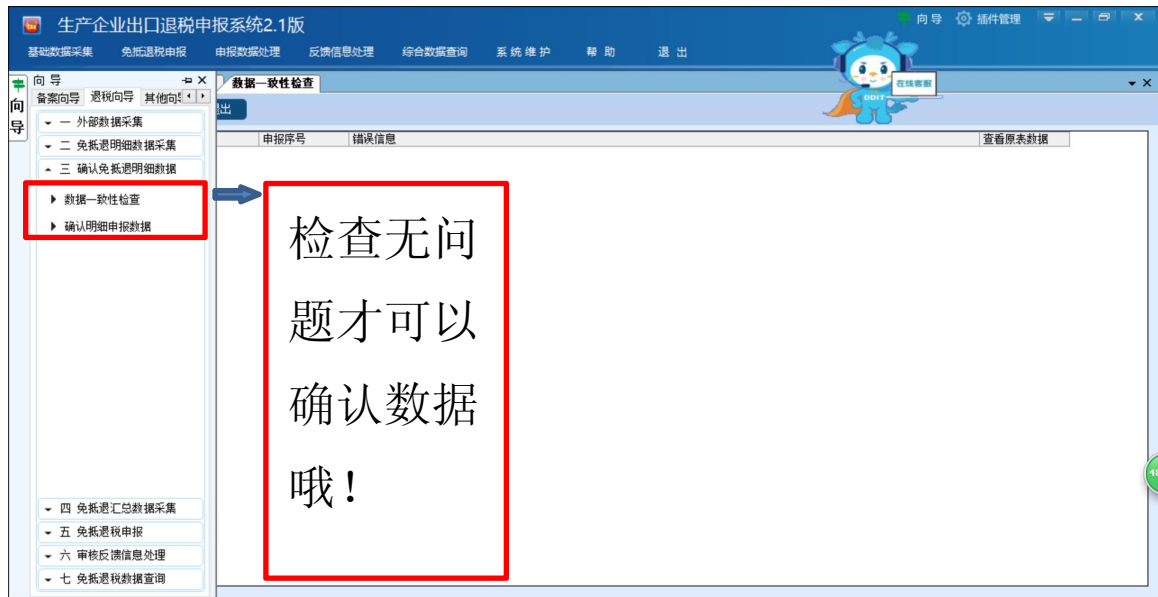 生产企业出口退税申报系统2.1版
向导 插件管理
基础数据采集 免抵退税申报 申报数据处理 反馈信息处理 综合数据查询 系统维护 帮助 退出
在线客服
DDIT
向导
向 导
备案向导 退税向导 其他向
数据一致性检查
出
一 外部数据采集
二 免抵退明细数据采集
三 确认免抵退明细数据
数据一致性检查
确认明细申报数据
四 免抵退汇总数据采集
五 免抵退税申报
六 审核反馈信息处理
七 免抵退税数据查询
申报序号 错误信息 查看原表数据
检查无问
题才可以
确认数据
哦！